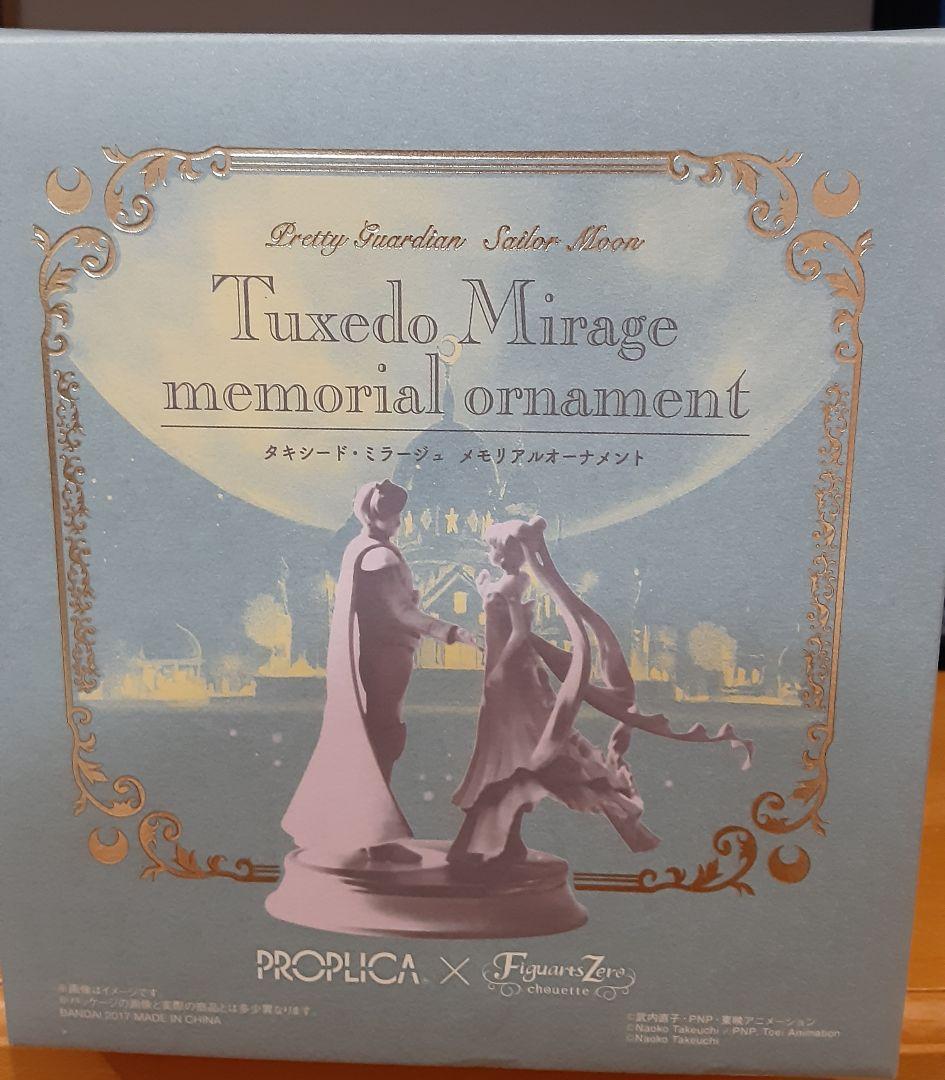 Pretty Guardian Sailor Moon
Tuxedo Mirage
memorial ornament
タキシード・ミラージュ メモリアルオーナメント
PROPLICA × FiguartsZero
chouette
※画像はイメージです。
※パッケージの画像と実際の商品とは多少異なります。
BANDAI 2017 MADE IN CHINA
©武内直子・PNP・東映アニメーション
©Naoko Takeuchi / PNP, Toei Animation
©Naoko Takeuchi